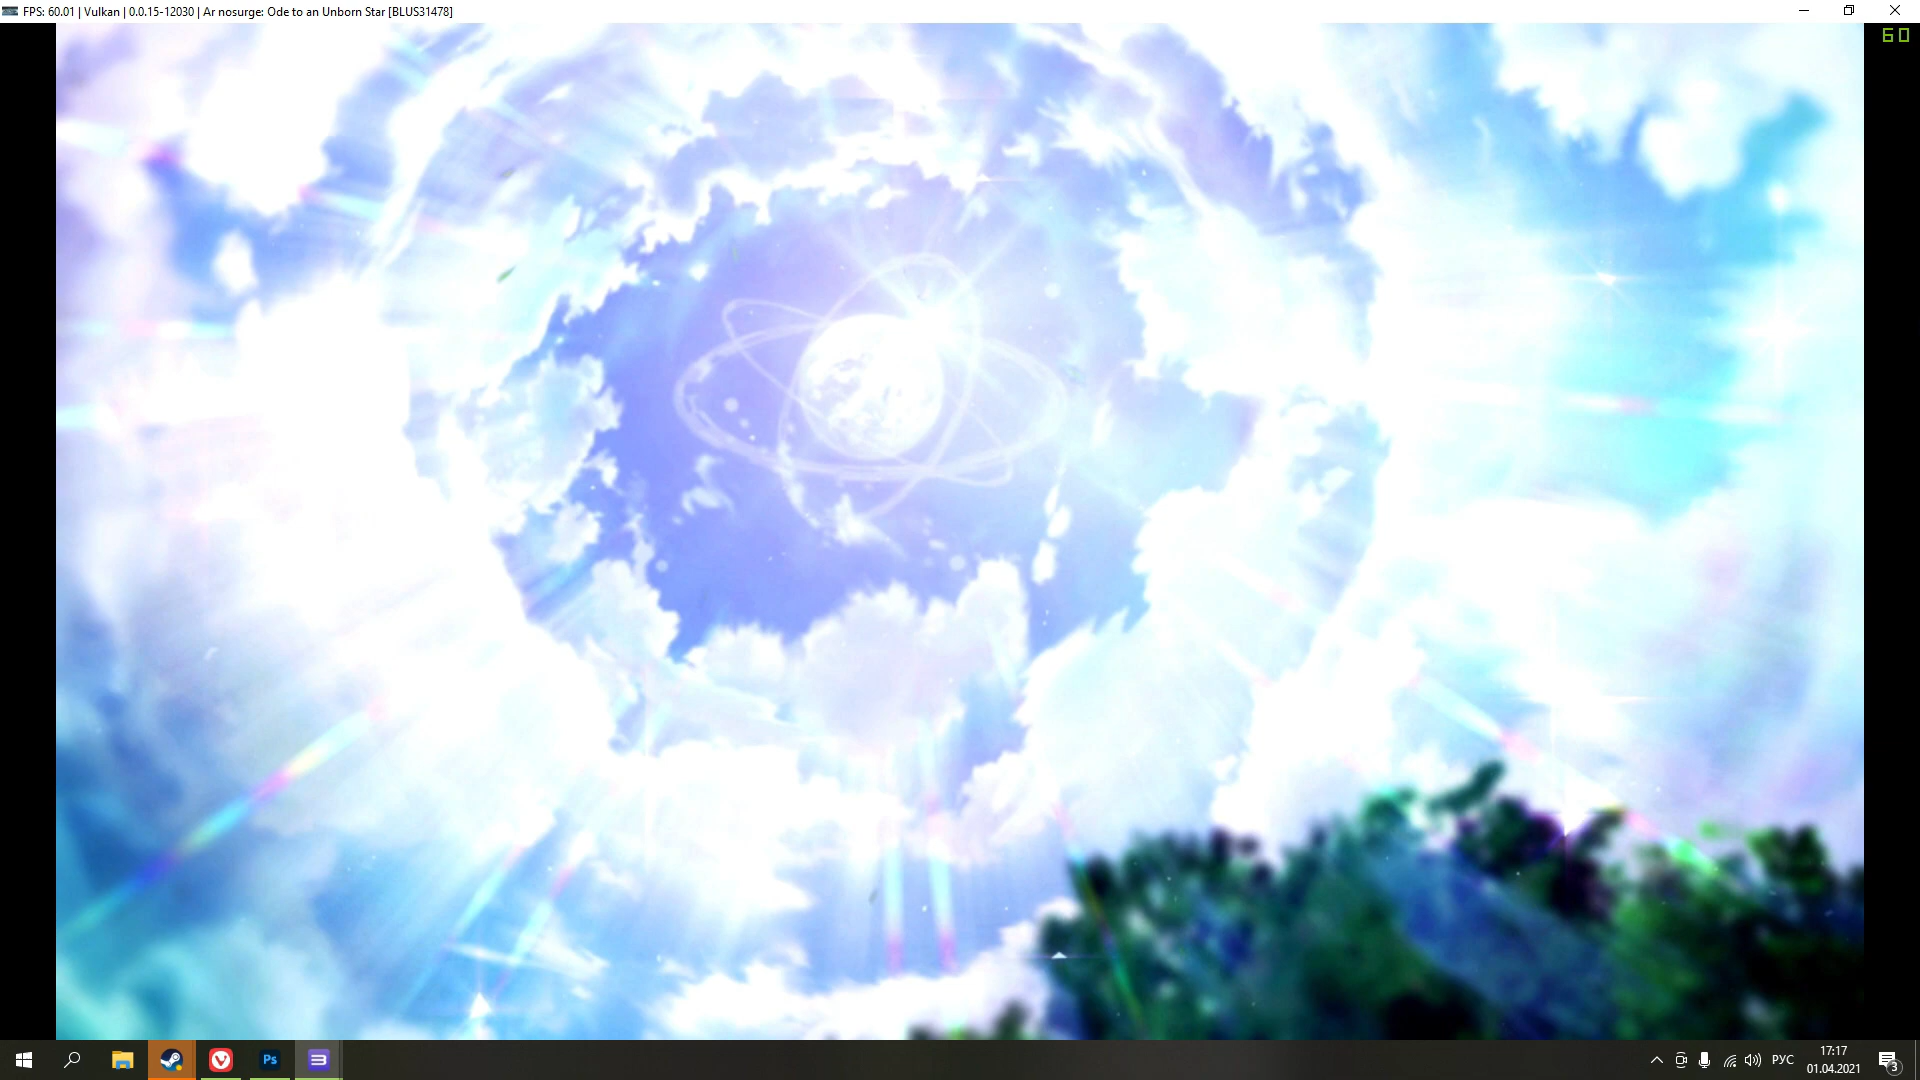 FPS: 60.01 | Vulkan | 0.0.15-12030 | Ar nosurge: Ode to an Unborn Star [BLUS31478]
60
Ps
РУС
17:17
01.04.2021
3